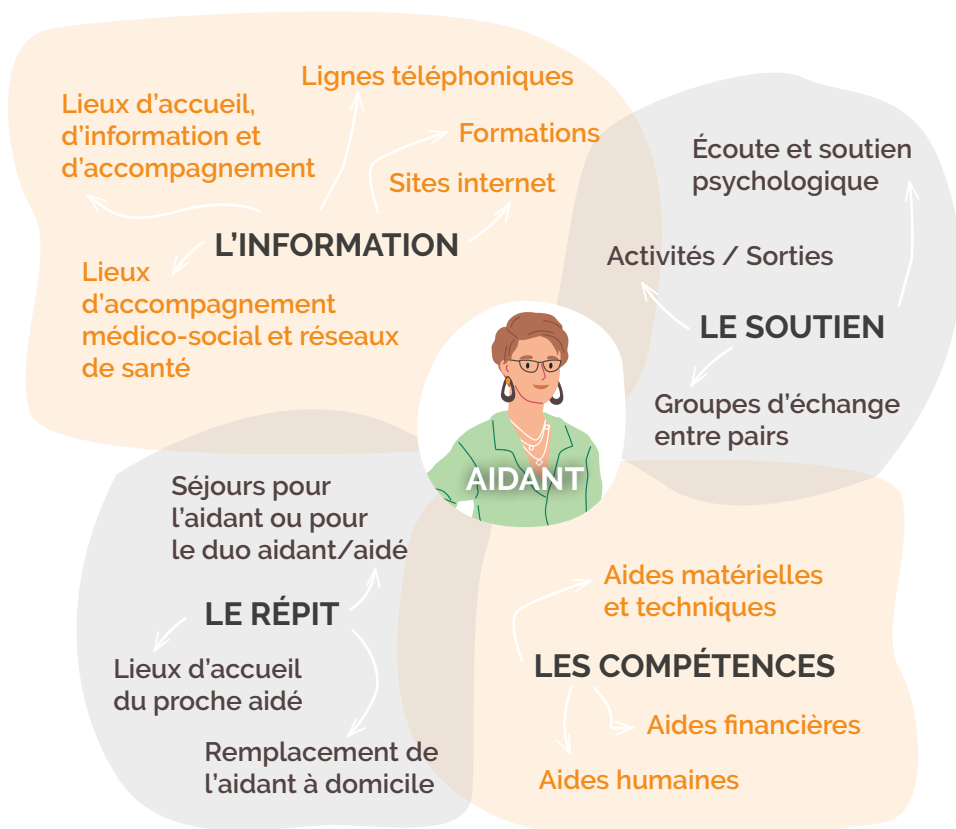 Lignes téléphoniques
Lieux d'accueil,
d'information et
d'accompagnement
Formations
Sites internet
L'INFORMATION
Lieux
d'accompagnement
médico-social et réseaux
de santé
Écoute et soutien
psychologique
Activités / Sorties
LE SOUTIEN
Groupes d'échange
entre pairs
AIDANT
Séjours pour
l'aidant ou pour
le duo aidant/aidé
LE RÉPIT
Lieux d'accueil
du proche aidé
Remplacement de
l'aidant à domicile
Aides matérielles
et techniques
LES COMPÉTENCES
Aides financières
Aides humaines